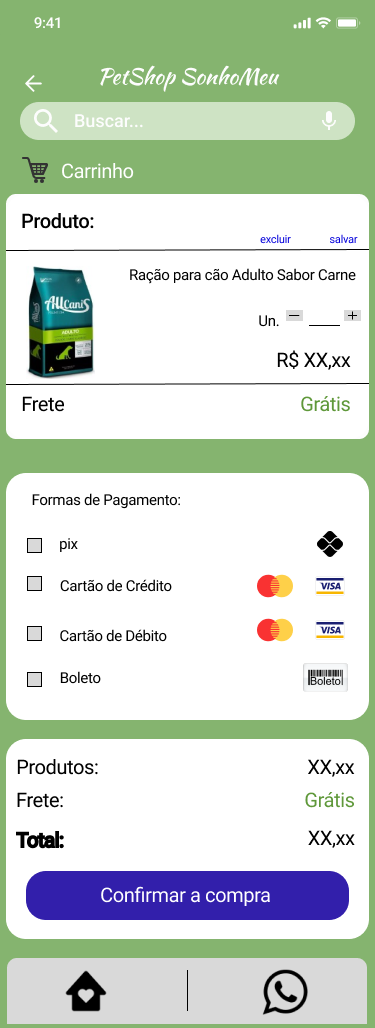 9:41
PetShop SonhoMeu
Buscar...
Carrinho
Produto:
excluir salvar
Ração para cão Adulto Sabor Carne
AllcaniS
ADULTO
Un.
R$ XX,xx
Frete Grátis
Formas de Pagamento:
pix
Cartão de Crédito VISA
Cartão de Débito VISA
Boleto Boleto
Produtos: XX,xx
Frete: Grátis
Total: XX,xx
Confirmar a compra